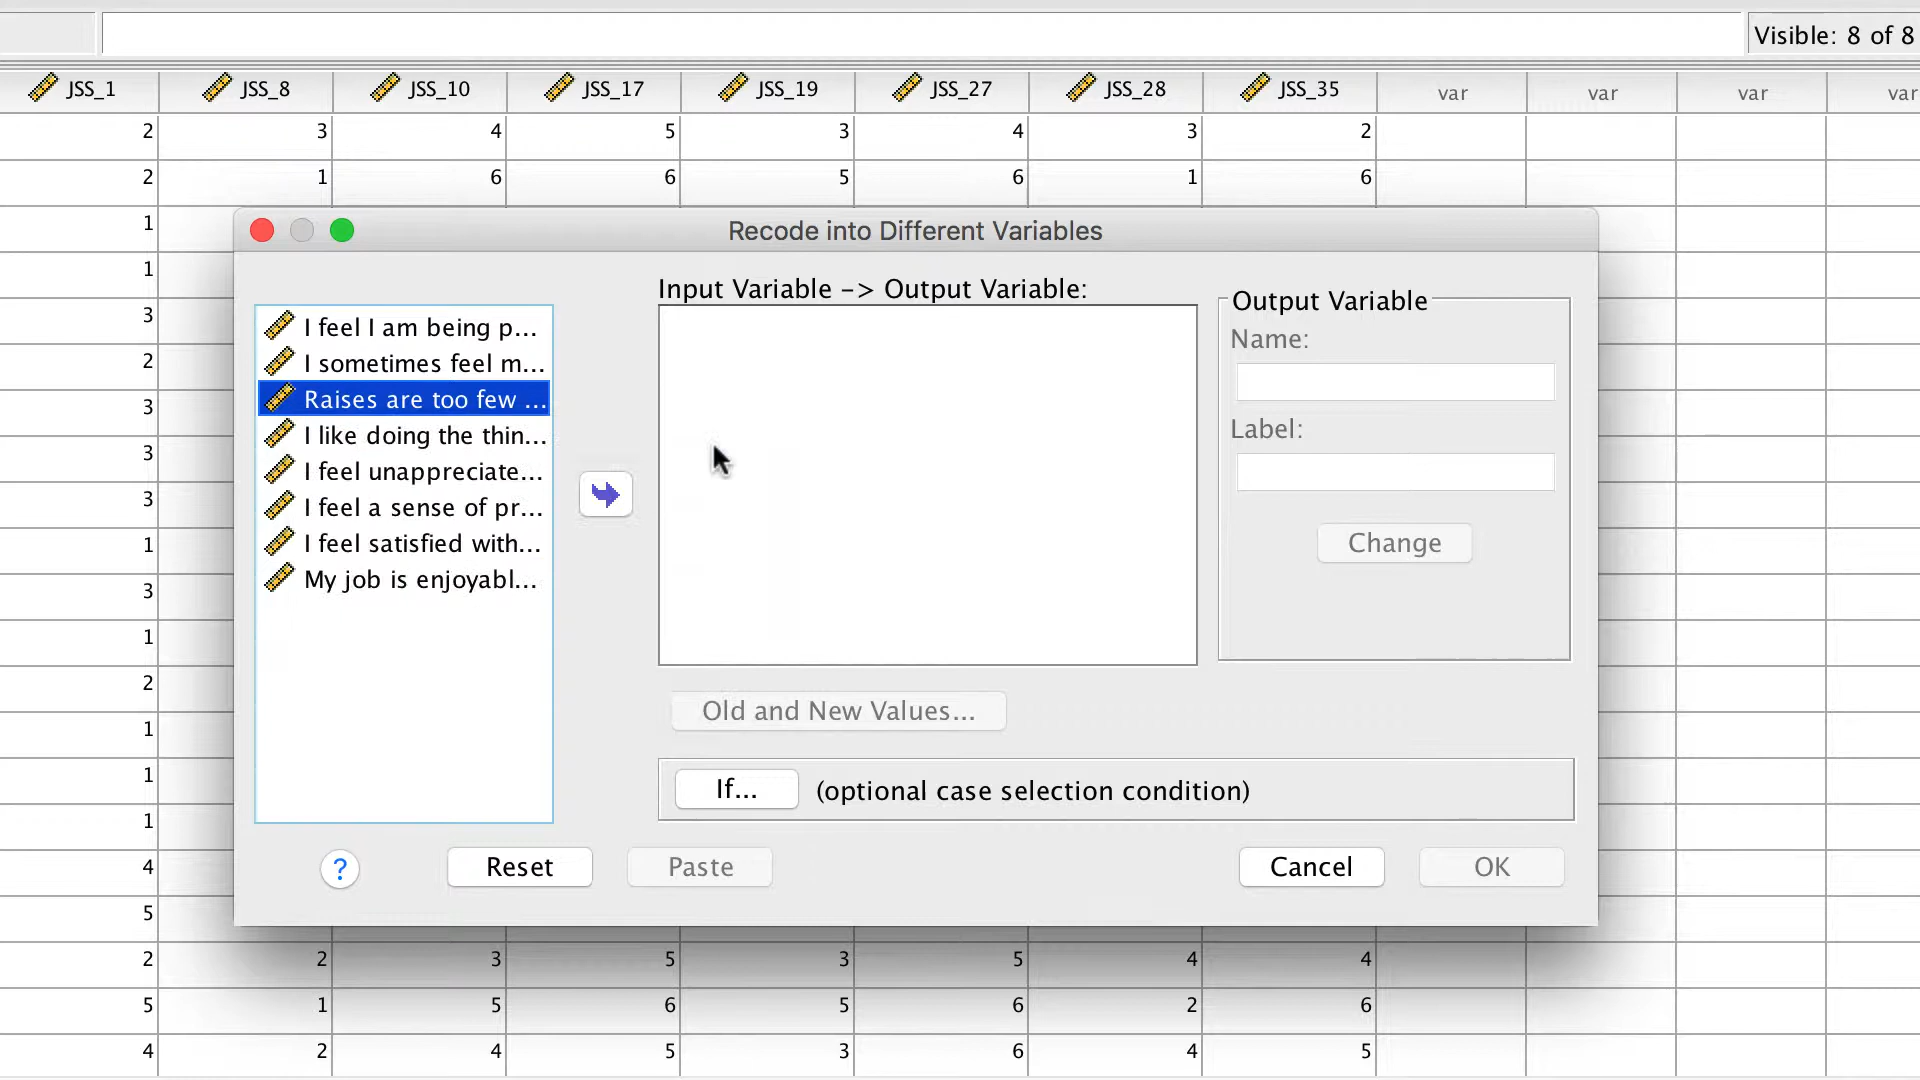 Visible: 8 of 8
JSS_1 JSS_8 JSS_10 JSS_17 JSS_19 JSS_27 JSS_28 JSS_35 var var var var
2 3 4 5 3 4 3 2
2 1 6 6 5 6 1 6
1
Recode into Different Variables
1
Input Variable -> Output Variable:
Output Variable
3
I feel I am being p...
Name:
2
I sometimes feel m...
3
Raises are too few ...
Label:
3
I like doing the thin...
I feel unappreciate...
3
I feel a sense of pr...
1
I feel satisfied with...
Change
3
My job is enjoyabl...
1
2
Old and New Values...
1
1
If... (optional case selection condition)
1
4
? Reset Paste Cancel OK
5
2 2 3 5 3 5 4 4
5 1 5 6 5 6 2 6
4 2 4 5 3 6 4 5